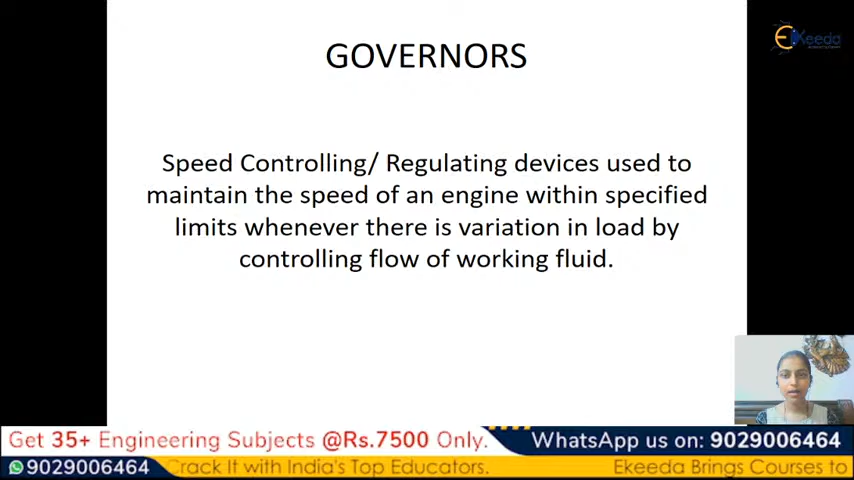 GOVERNORS
Ekeeda
Speed Controlling/ Regulating devices used to
maintain the speed of an engine within specified
limits whenever there is variation in load by
controlling flow of working fluid.
Get 35+ Engineering Subjects @Rs.7500 Only.
WhatsApp us on: 9029006464
9029006464
Crack It with India's Top Educators.
Ekeeda Brings Courses to